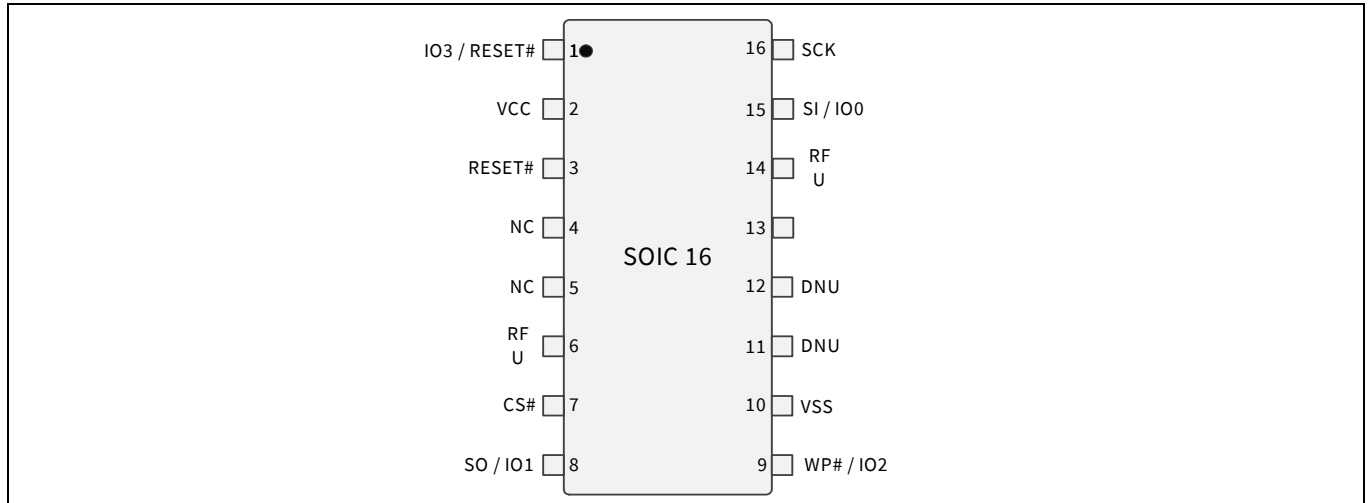 IO3 / RESET# 1 16 SCK
VCC 2 15 SI / IO0
RESET# 3 14 RF
U
NC 4 13
SOIC 16
NC 5 12 DNU
RF
U 6 11 DNU
CS# 7 10 VSS
SO / IO1 8 9 WP# / IO2